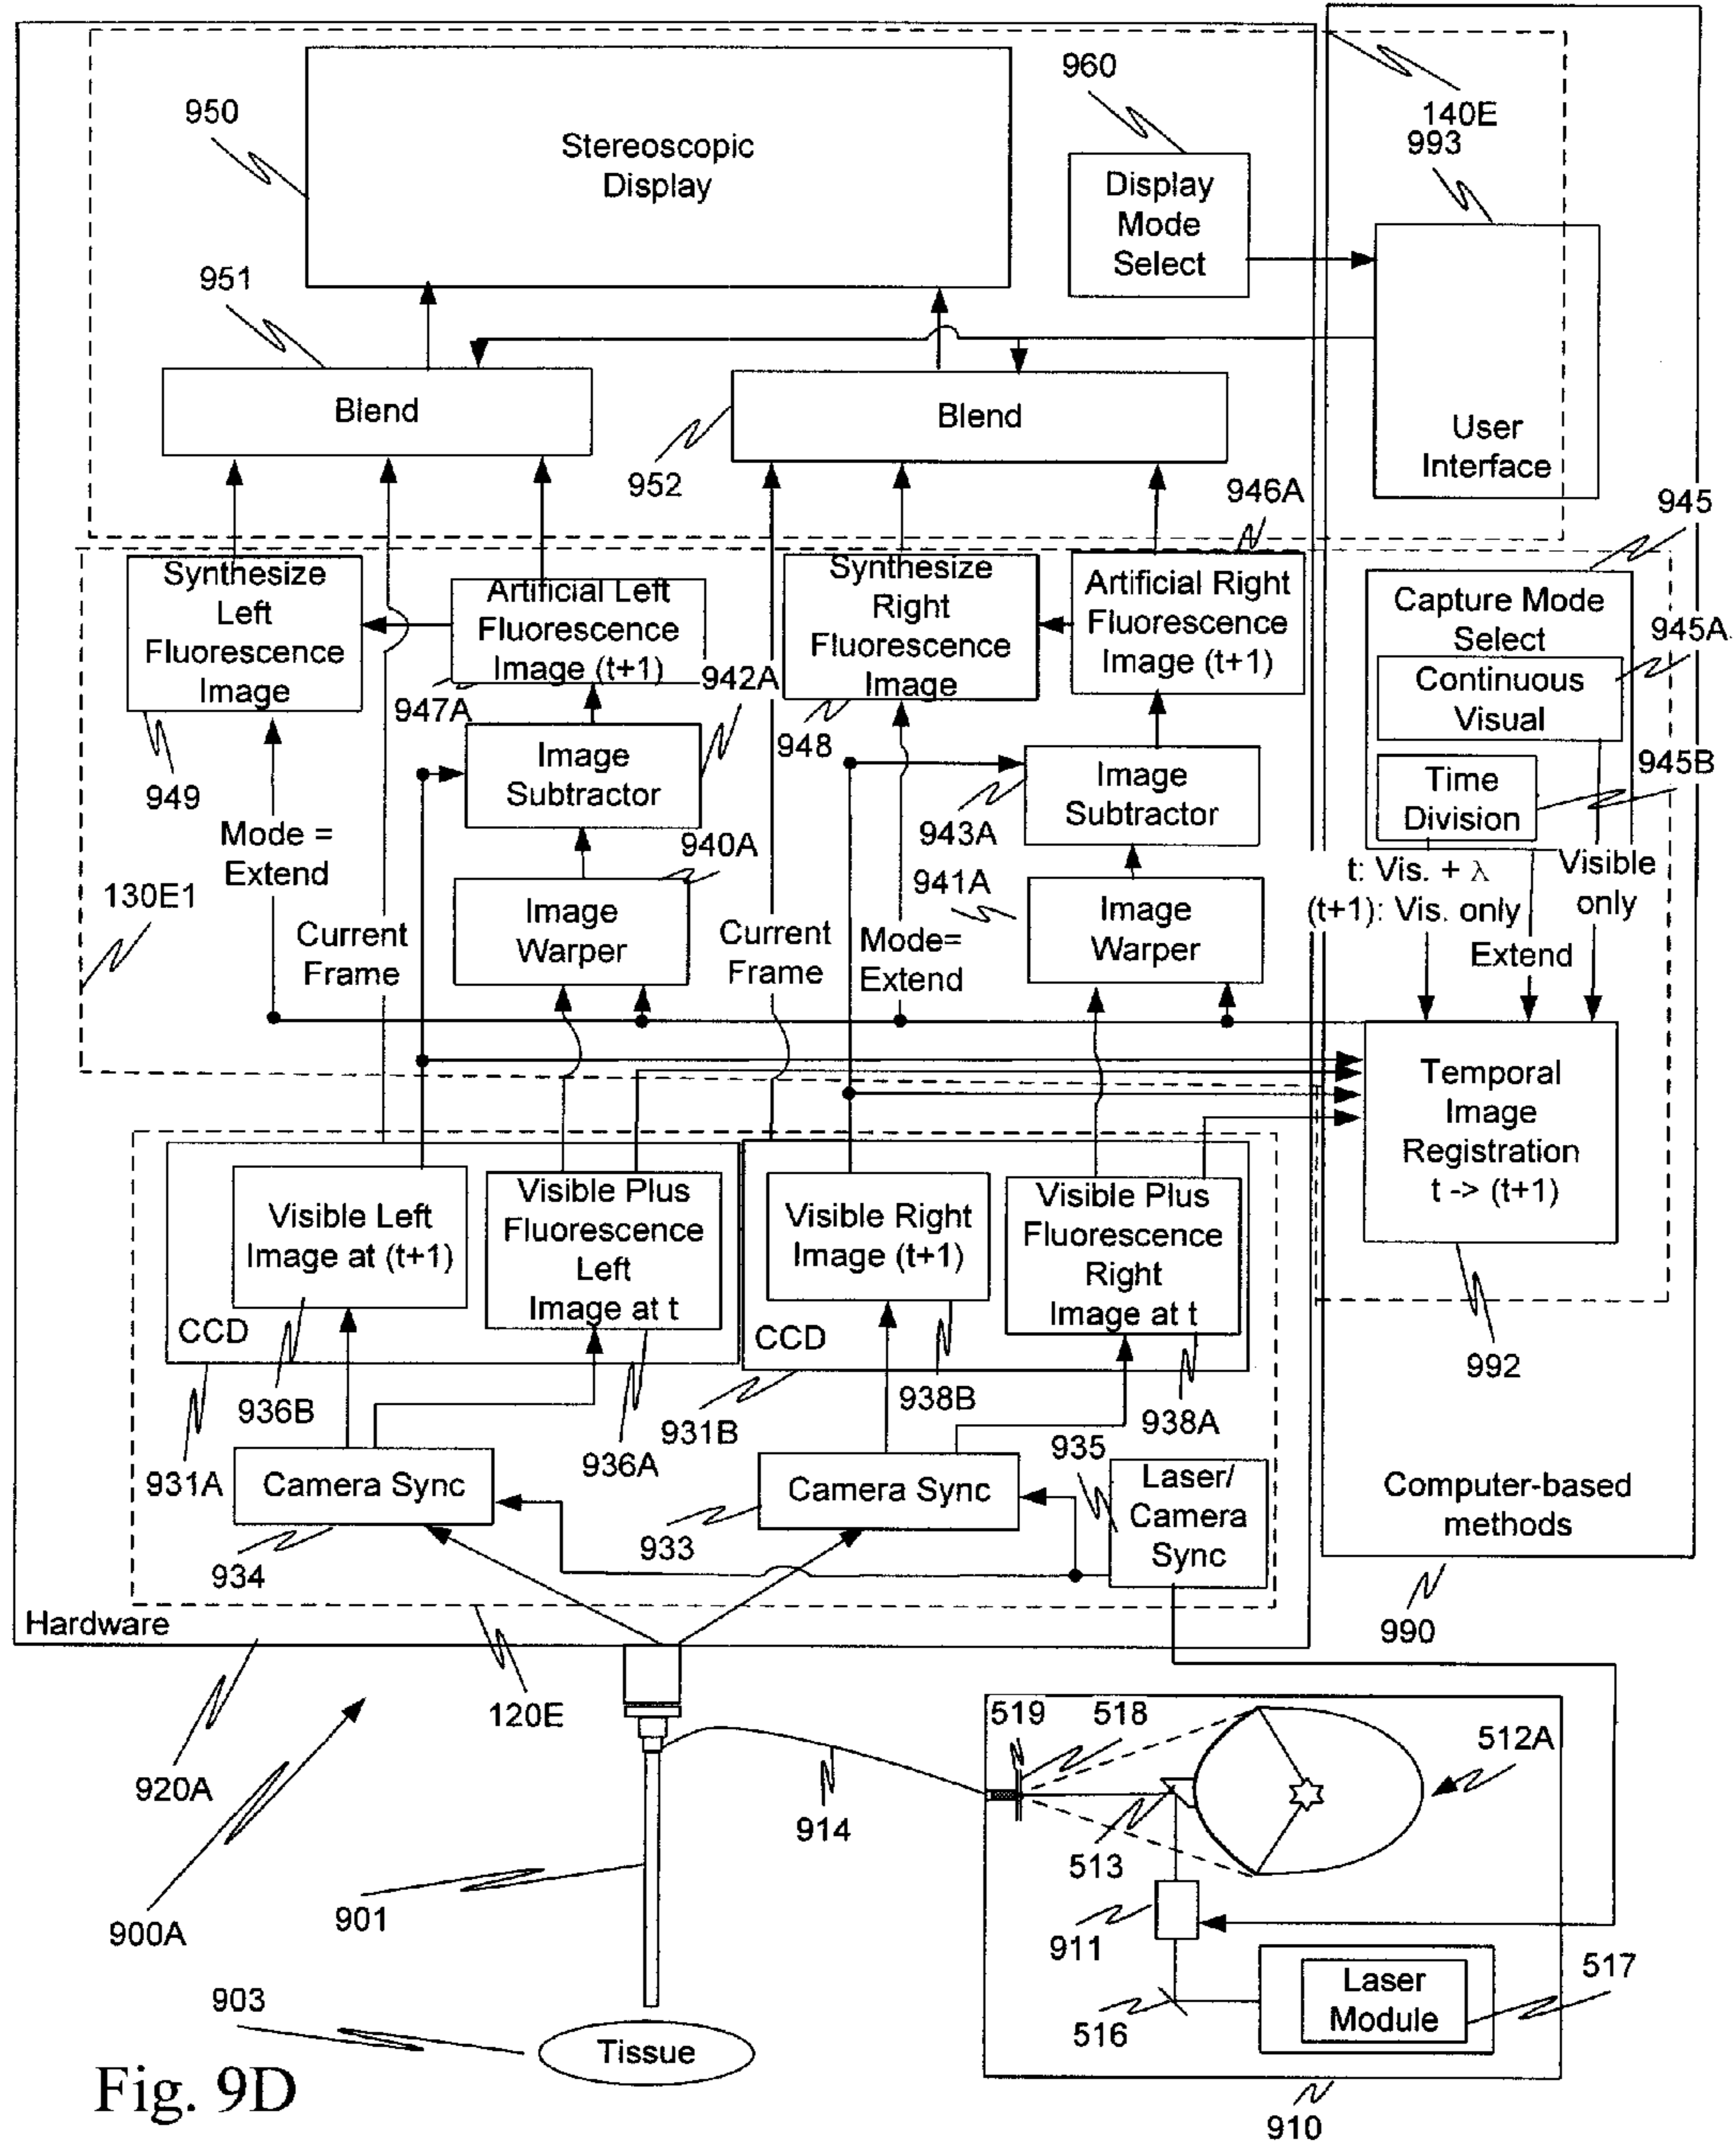 960
140E
993
950
Stereoscopic
Display
Display
Mode
Select
951
Blend
Blend
952
User
Interface
946A
945
Synthesize
Left
Fluorescence
Image
Artificial Left
Fluorescence
Image (t+1)
Synthesize
Right
Fluorescence
Image
Artificial Right
Fluorescence
Image (t+1)
Capture Mode
Select
945A
Continuous
Visual
947A
942A
948
949
Image
Subtractor
Image
Subtractor
943A
Time
Division
945B
Mode =
Extend
940A
941A
t: Vis. + λ
(t+1): Vis. only
Visible
only
130E1
Image
Warper
Image
Warper
Current
Frame
Current
Frame
Mode=
Extend
Extend
Temporal
Image
Registration
t -> (t+1)
Visible Left
Image at (t+1)
Visible Plus
Fluorescence
Left
Image at t
Visible Right
Image (t+1)
Visible Plus
Fluorescence
Right
Image at t
CCD
CCD
992
936B
938B
938A
931A
936A
931B
935
Camera Sync
Camera Sync
Laser/
Camera
Sync
Computer-based
methods
934
933
Hardware
990
120E
920A
519
518
512A
914
513
901
900A
911
517
Laser
Module
516
903
Tissue
Fig. 9D
910